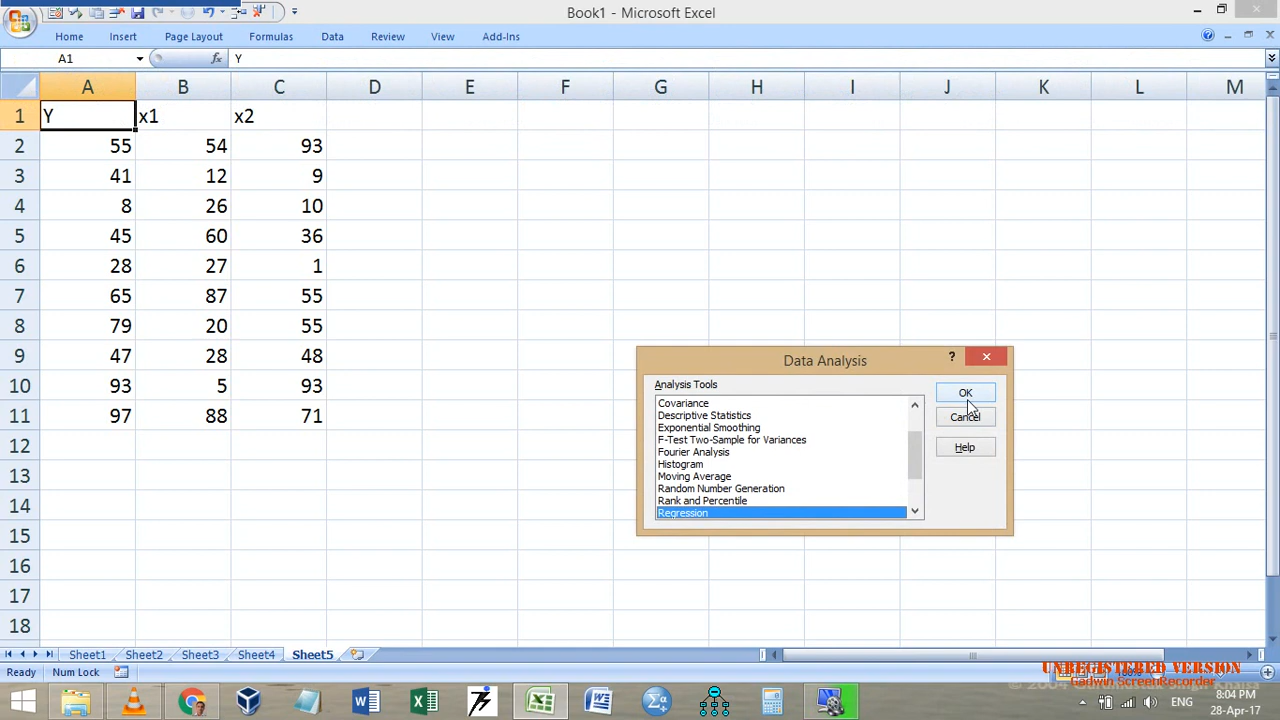 Book1 - Microsoft Excel
Home Insert Page Layout Formulas Data Review View Add-Ins
A1 fx Y
A B C D E F G H I J K L M
1 Y x1 x2
2 55 54 93
3 41 12 9
4 8 26 10
5 45 60 36
6 28 27 1
7 65 87 55
8 79 20 55
9 47 28 48
10 93 5 93
11 97 88 71
12
13
14
15
16
17
18
Data Analysis ?
Analysis Tools
Covariance
Descriptive Statistics
Exponential Smoothing
F-Test Two-Sample for Variances
Fourier Analysis
Histogram
Moving Average
Random Number Generation
Rank and Percentile
Regression
OK
Cancel
Help
Sheet1 Sheet2 Sheet3 Sheet4 Sheet5
Ready Num Lock
UNREGISTERED VERSION
Gadwin ScreenRecorder
ENG
8:04 PM
28-Apr-17